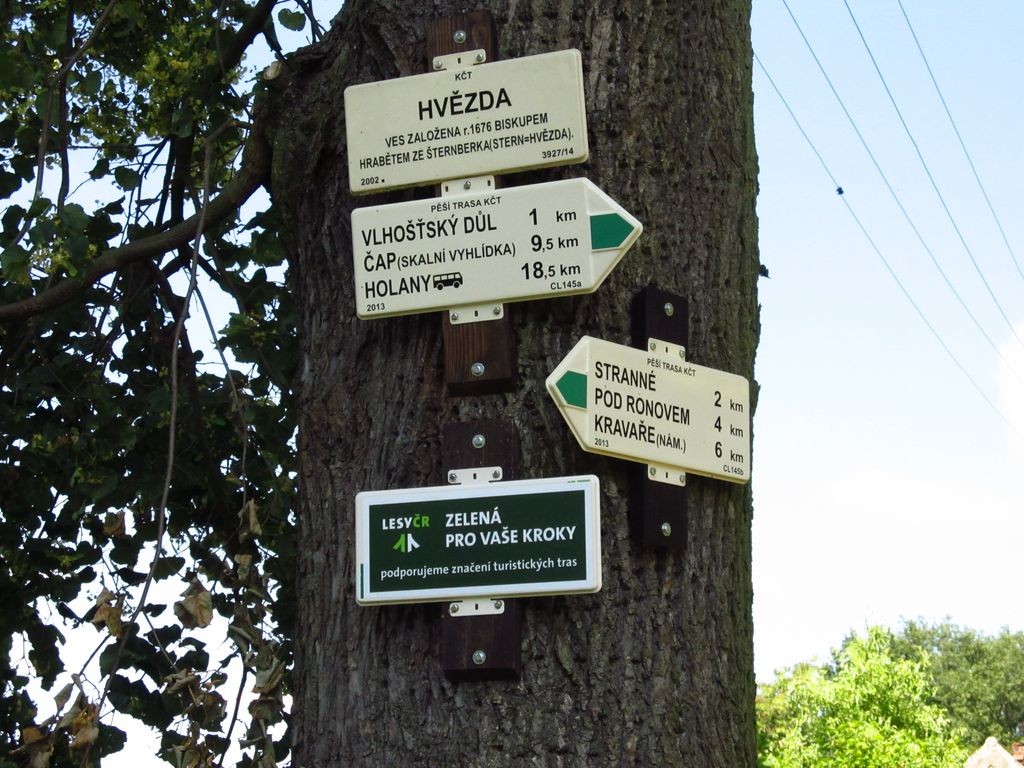 KČT
HVĚZDA
VES ZALOŽENA r.1676 BISKUPEM
HRABĚTEM ZE ŠTERNBERKA(STERN=HVĚZDA).
2002. 3927/14
PĚŠÍ TRASA KČT
VLHOŠŤSKÝ DŮL 1 km
ČAP(SKALNÍ VYHLÍDKA) 9,5 km
HOLANY 18,5 km
2013 CL145a
PĚŠÍ TRASA KČT
STRANNÉ 2 km
POD RONOVEM 4 km
KRAVAŘE(NÁM.) 6 km
2013 CL145b
LESYČR ZELENÁ
PRO VAŠE KROKY
podporujeme značení turistických tras